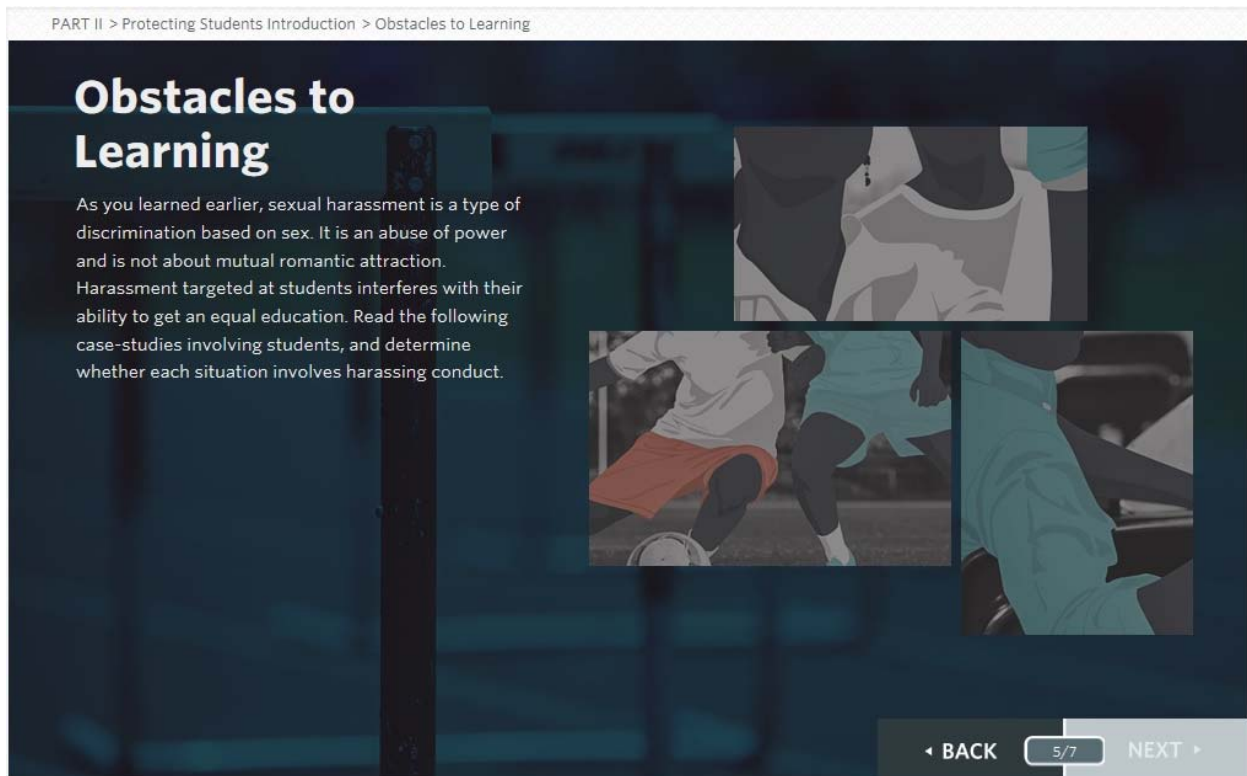 PART II > Protecting Students Introduction > Obstacles to Learning
Obstacles to
Learning
As you learned earlier, sexual harassment is a type of
discrimination based on sex. It is an abuse of power
and is not about mutual romantic attraction.
Harassment targeted at students interferes with their
ability to get an equal education. Read the following
case-studies involving students, and determine
whether each situation involves harassing conduct.
◂ BACK 5/7 NEXT ▸